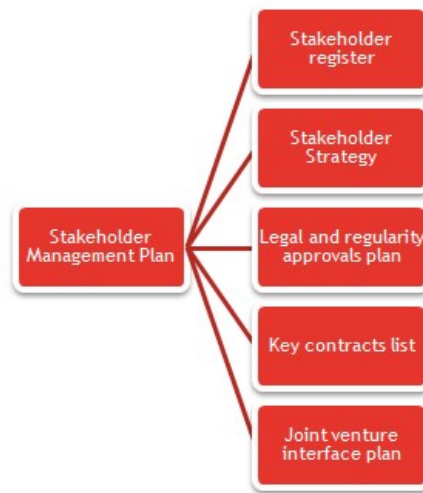 Stakeholder
register
Stakeholder
Strategy
Stakeholder
Management Plan
Legal and regularity
approvals plan
Key contracts list
Joint venture
interface plan